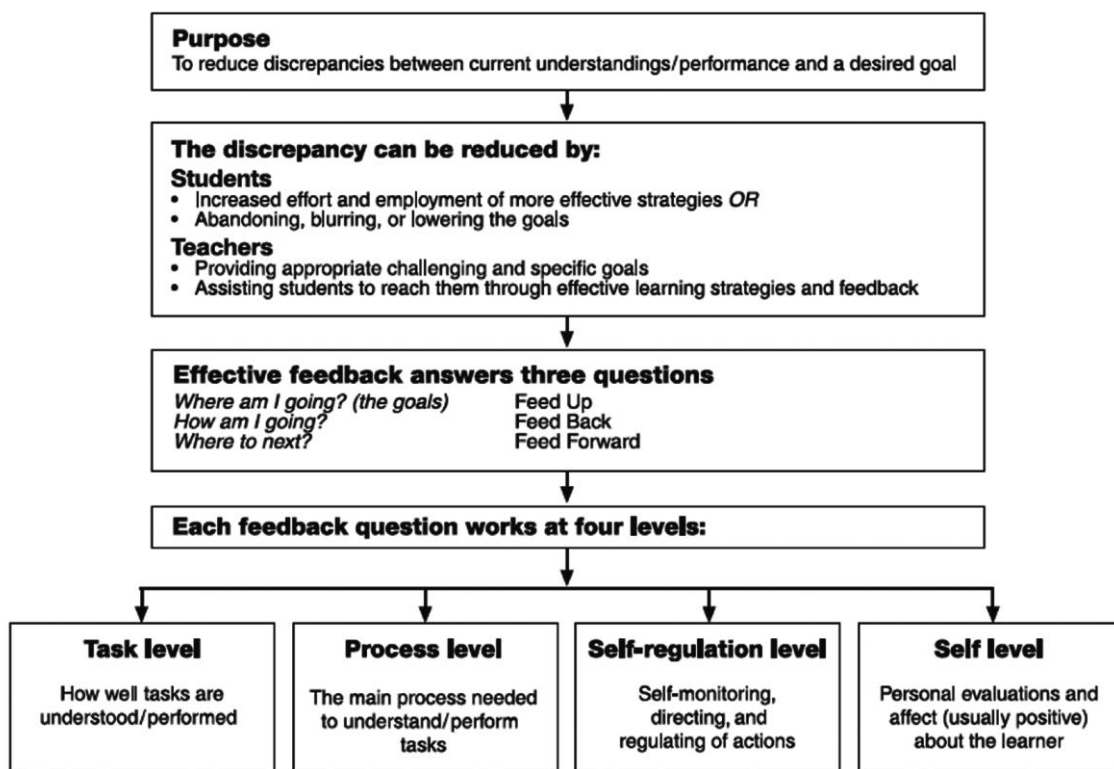 Purpose
To reduce discrepancies between current understandings/performance and a desired goal
The discrepancy can be reduced by:
Students
• Increased effort and employment of more effective strategies OR
• Abandoning, blurring, or lowering the goals
Teachers
• Providing appropriate challenging and specific goals
• Assisting students to reach them through effective learning strategies and feedback
Effective feedback answers three questions
Where am I going? (the goals) Feed Up
How am I going? Feed Back
Where to next? Feed Forward
Each feedback question works at four levels:
Task level
How well tasks are
understood/performed
Process level
The main process needed
to understand/perform
tasks
Self-regulation level
Self-monitoring,
directing, and
regulating of actions
Self level
Personal evaluations and
affect (usually positive)
about the learner